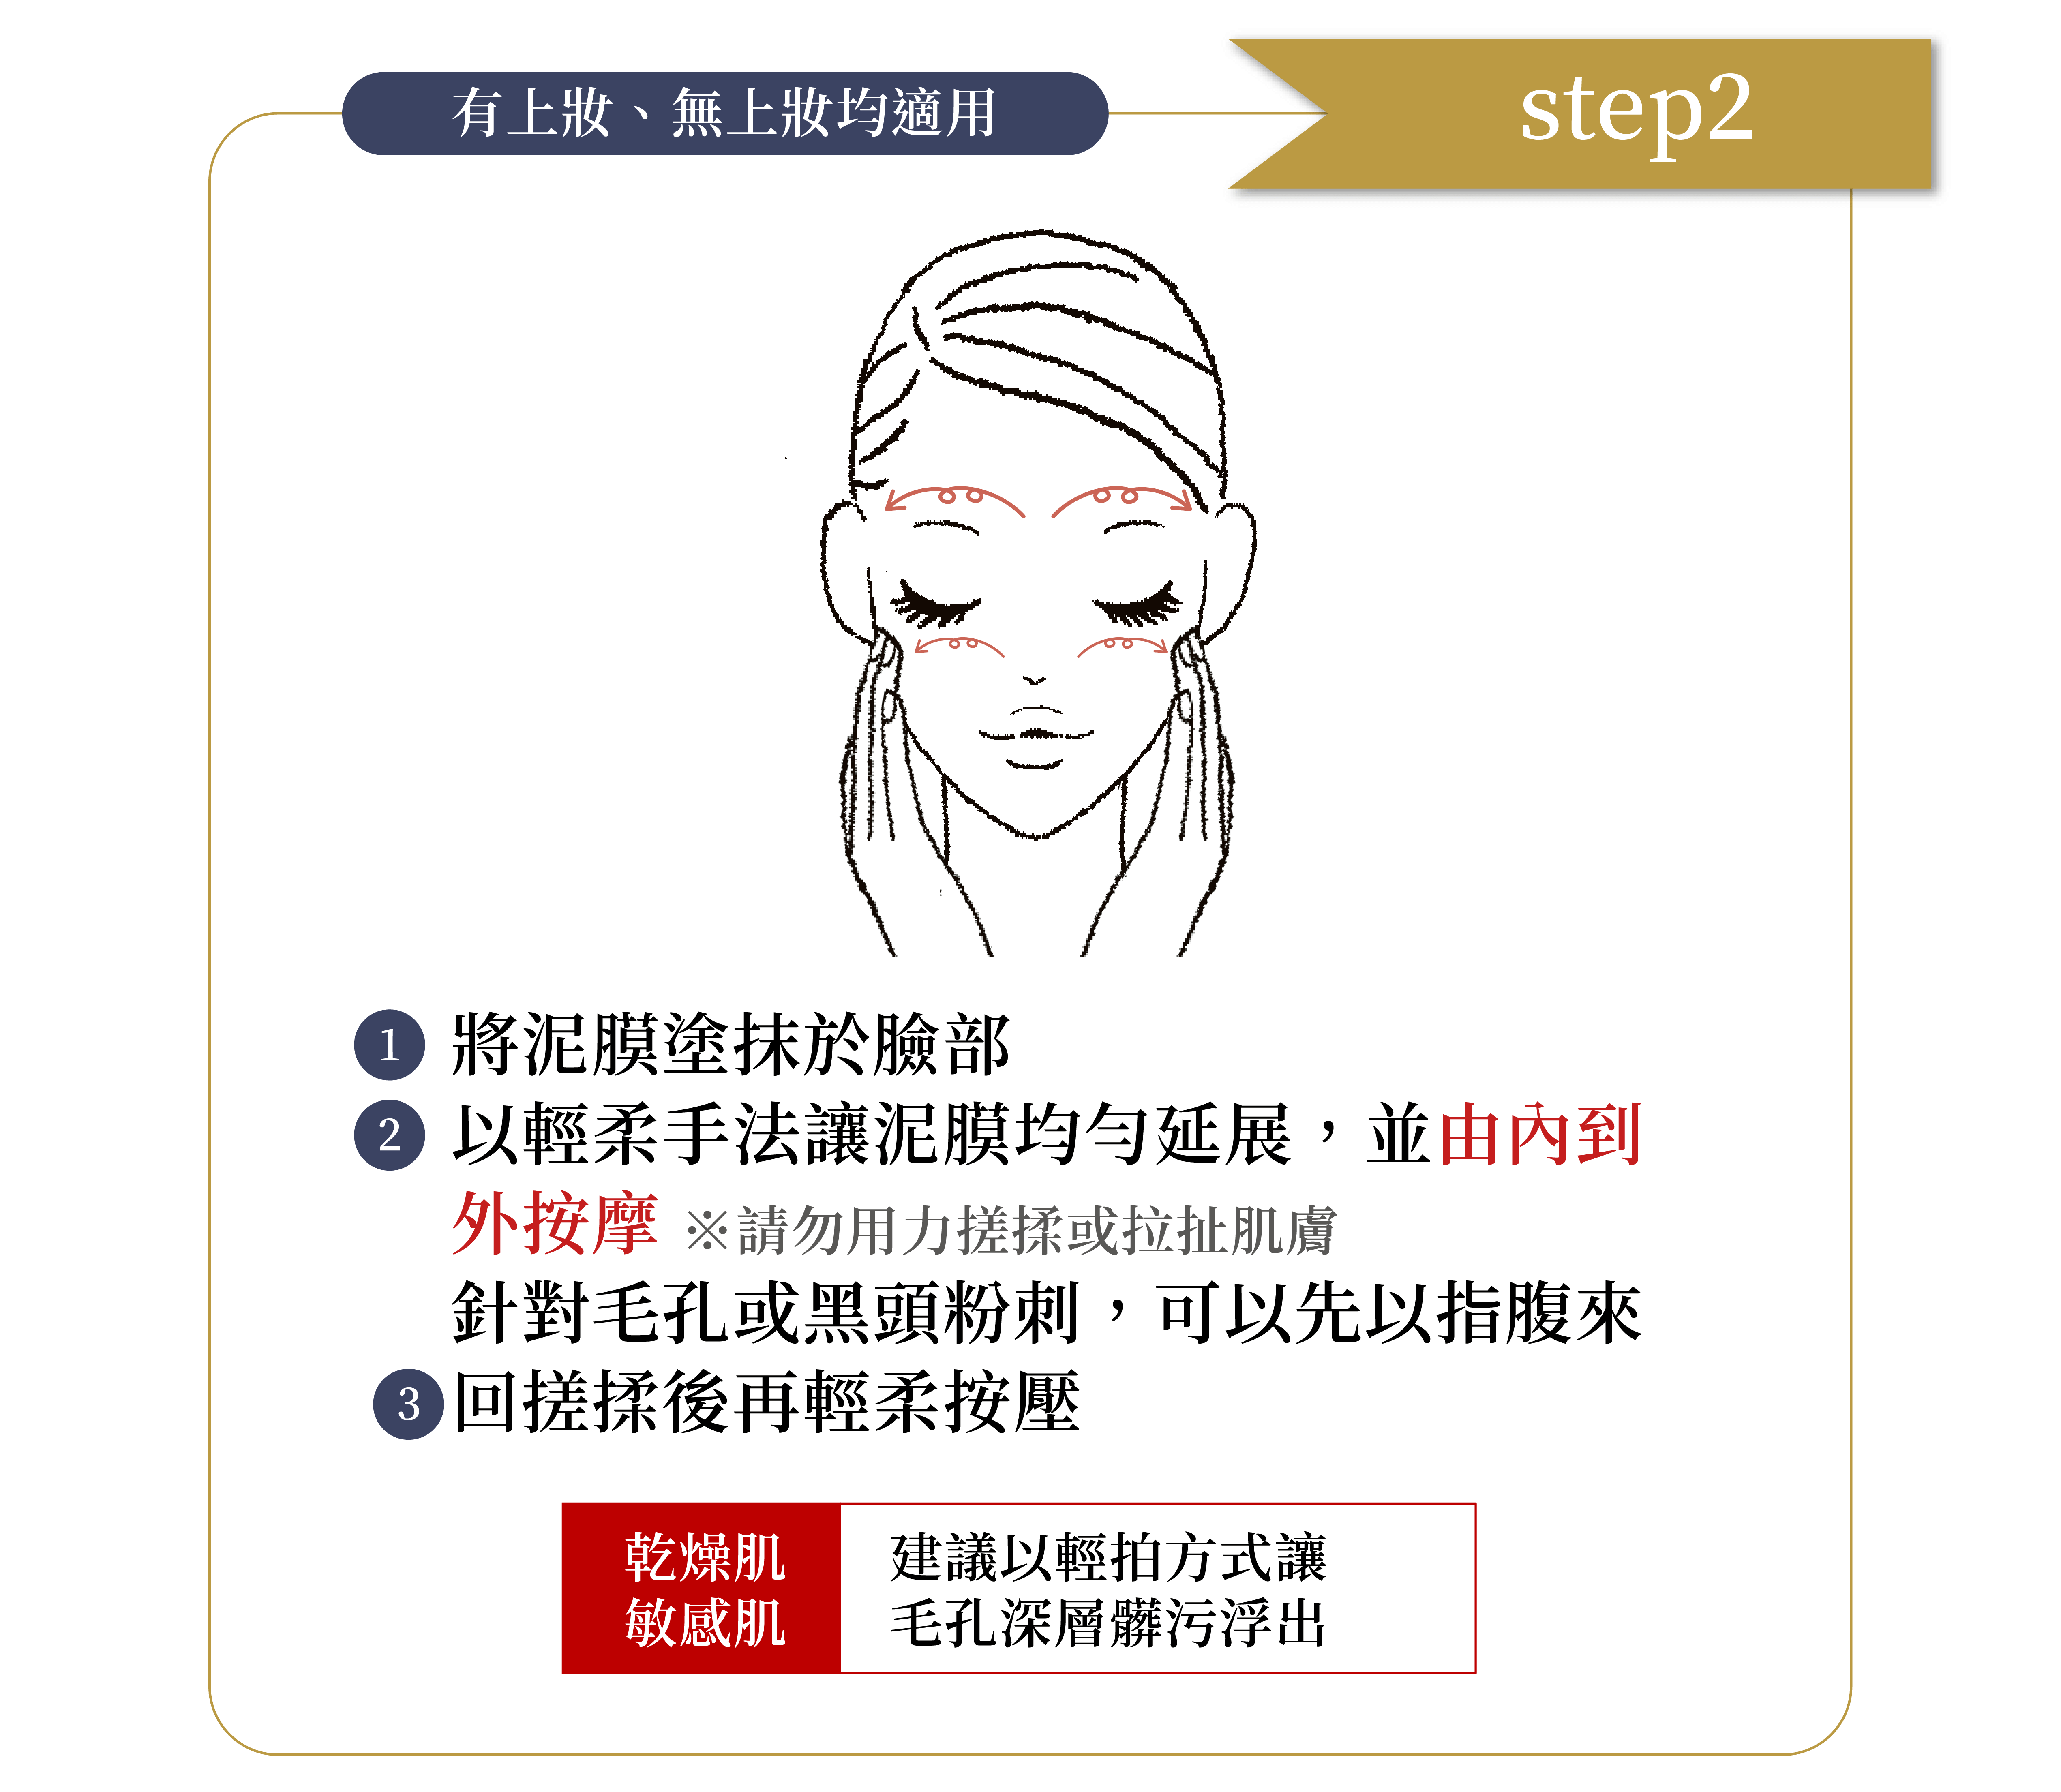 有上妝、無上妝均適用
step2
1 將泥膜塗抹於臉部
2 以輕柔手法讓泥膜均勻延展，並由內到
外按摩 ※請勿用力搓揉或拉扯肌膚
針對毛孔或黑頭粉刺，可以先以指腹來
3 回搓揉後再輕柔按壓
乾燥肌
敏感肌
建議以輕拍方式讓
毛孔深層髒污浮出